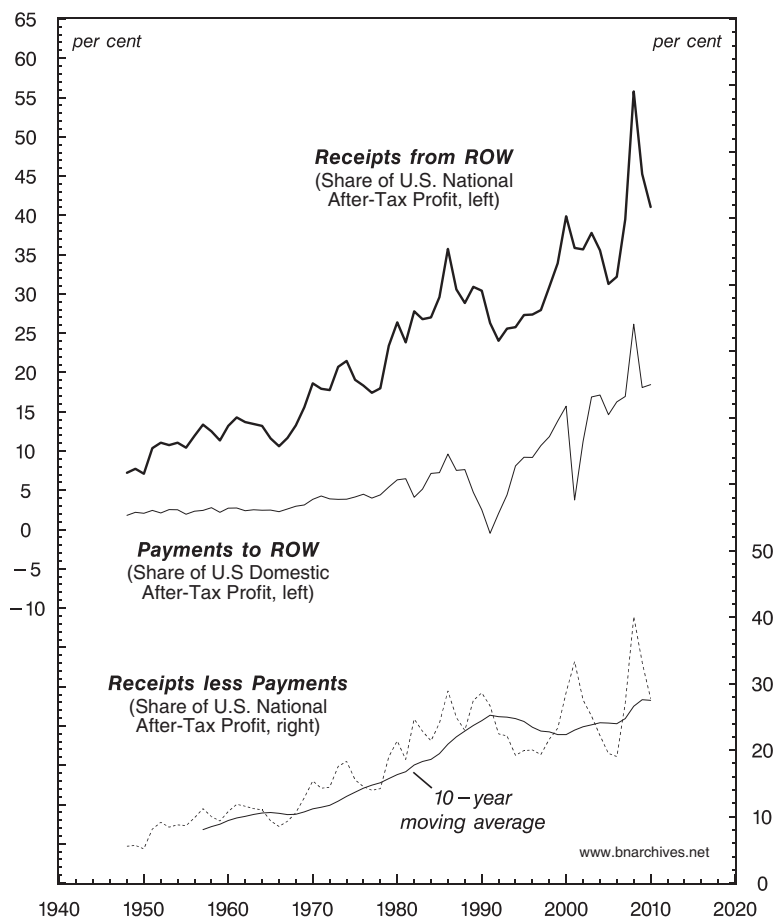 65
60
55
50
45
40
35
30
25
20
15
10
5
0
−5
−10
per cent
per cent
Receipts from ROW
(Share of U.S. National
After-Tax Profit, left)
Payments to ROW
(Share of U.S Domestic
After-Tax Profit, left)
Receipts less Payments
(Share of U.S. National
After-Tax Profit, right)
10−year
moving average
www.bnarchives.net
50
40
30
20
10
0
1940 1950 1960 1970 1980 1990 2000 2010 2020